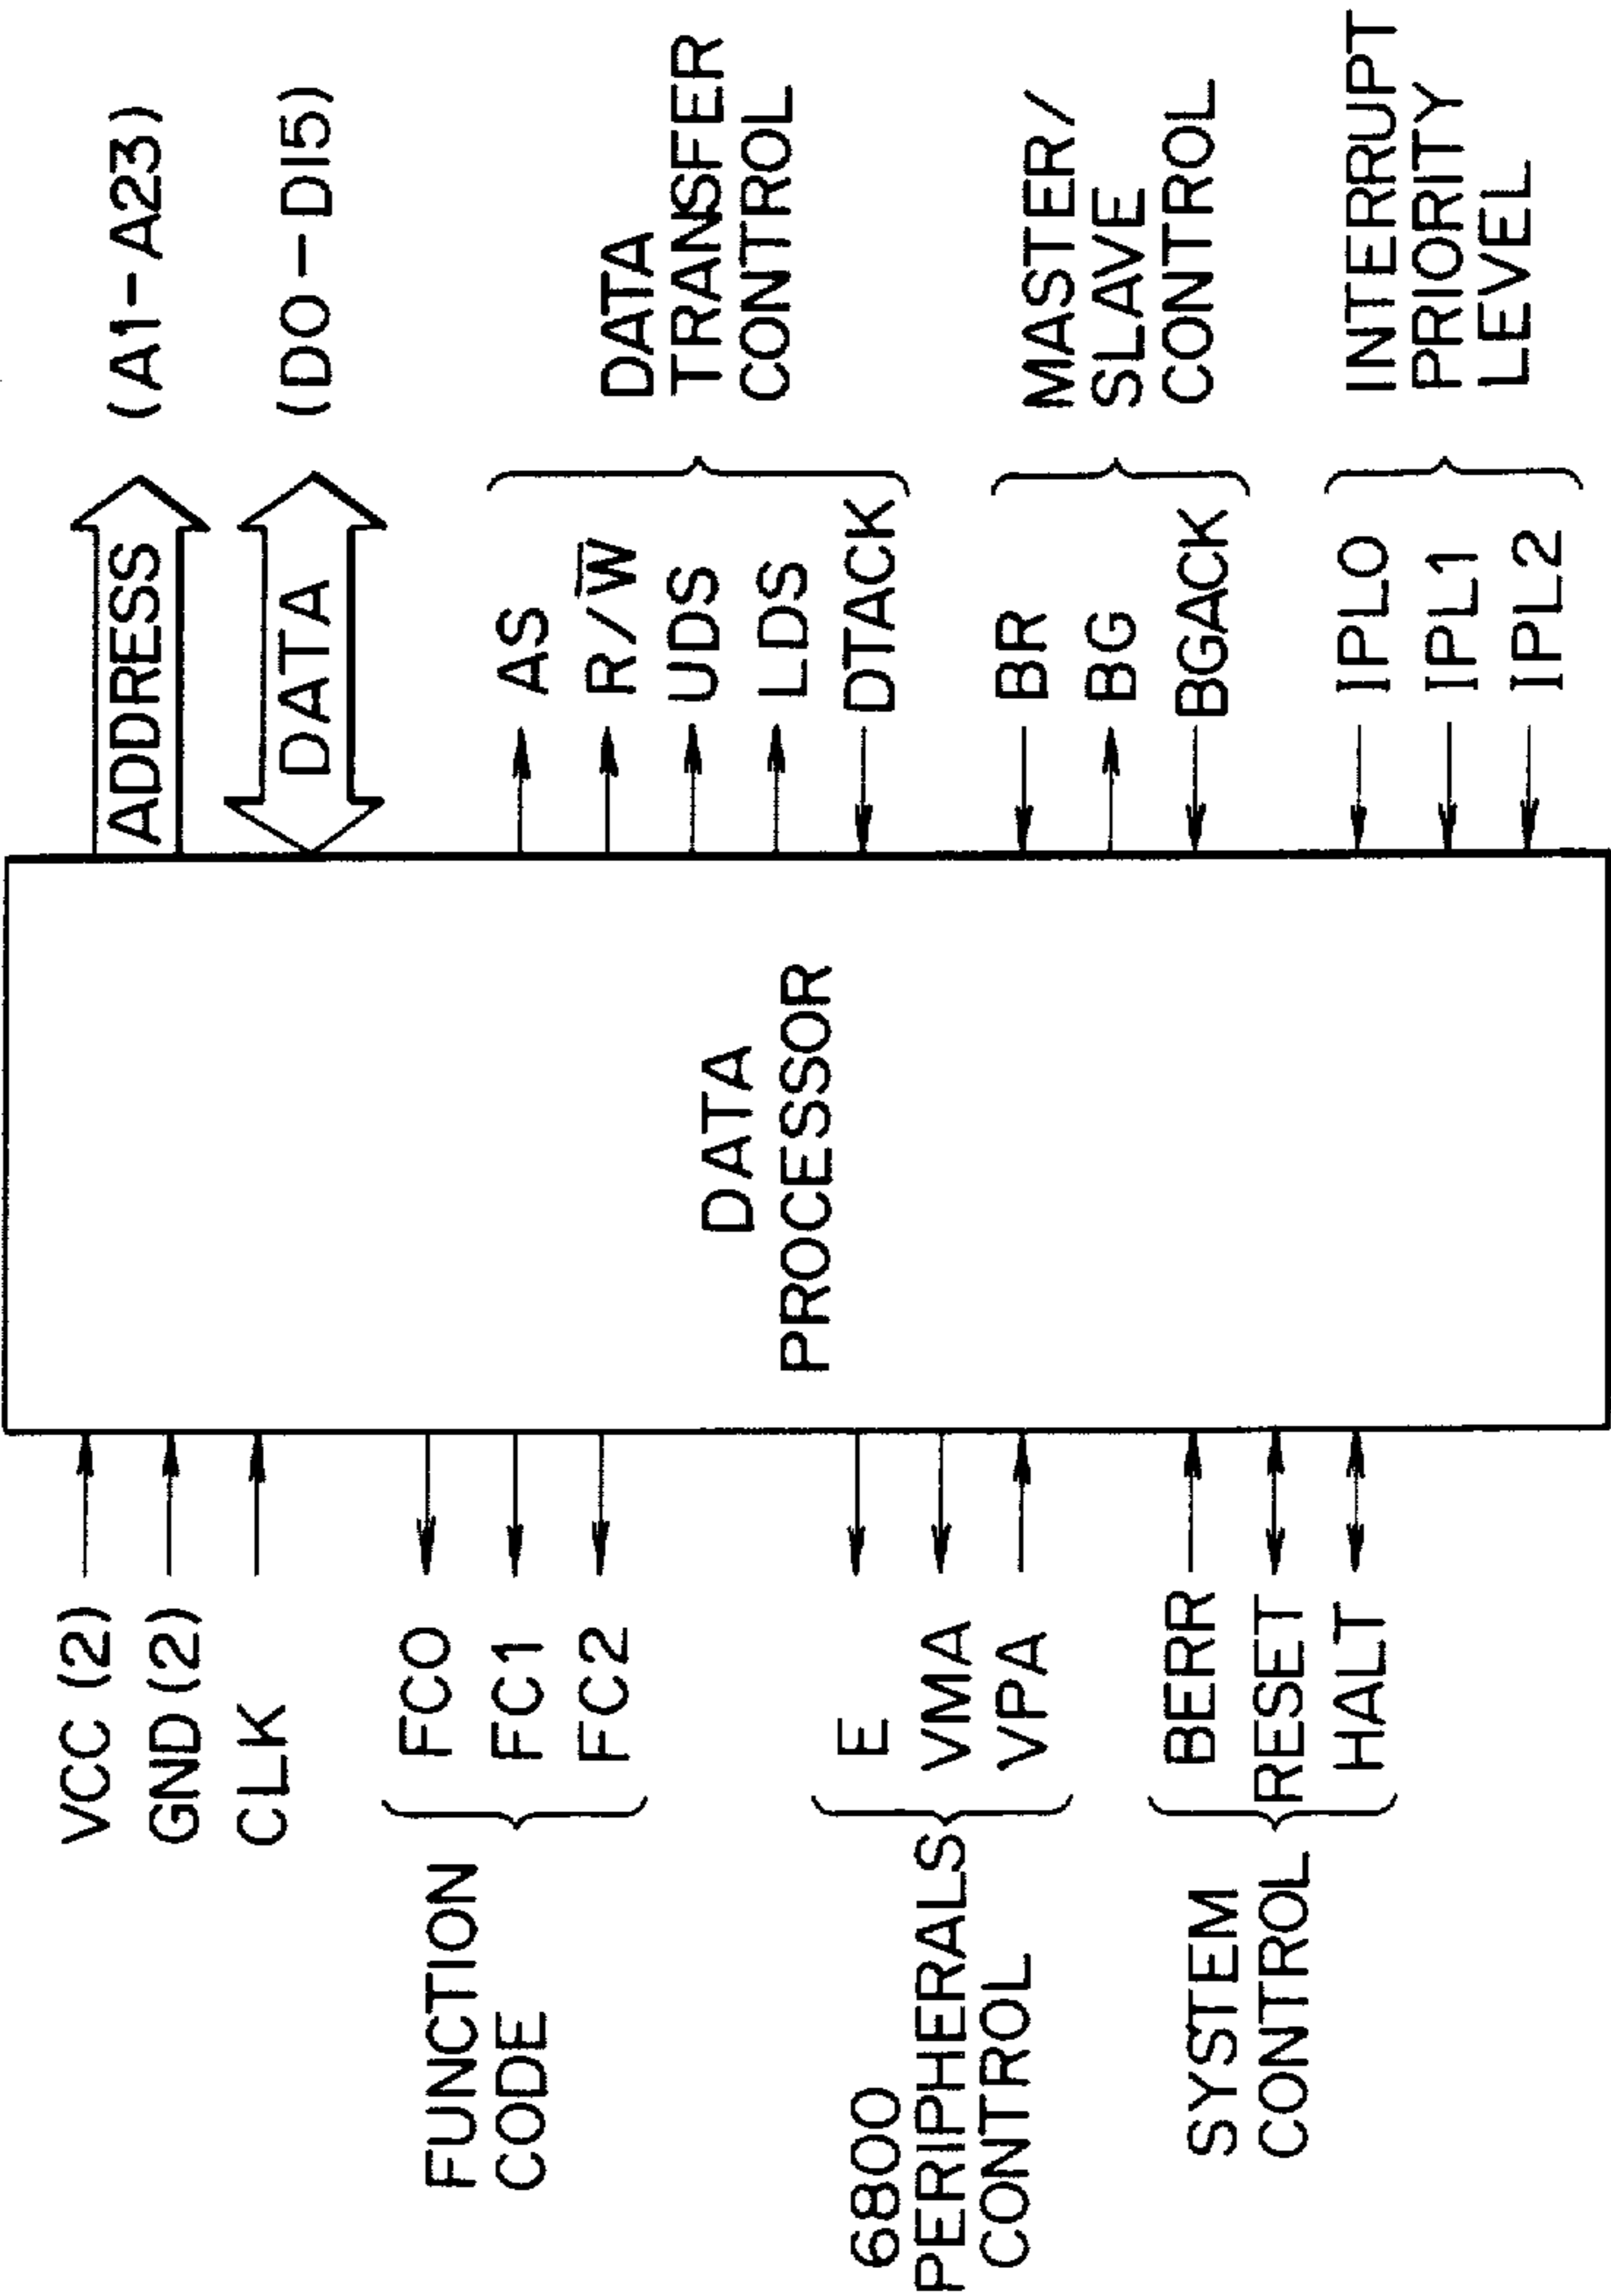 VCC (2)
GND (2)
CLK
FUNCTION
CODE
FC0
FC1
FC2
6800
PERIPHERALS
CONTROL
E
VMA
VPA
SYSTEM
CONTROL
BERR
RESET
HALT
DATA
PROCESSOR
ADDRESS
(A1-A23)
DATA
(D0-D15)
AS
R/W̅
UDS
LDS
DTACK
DATA
TRANSFER
CONTROL
BR
BG
BGACK
MASTER/
SLAVE
CONTROL
IPL0
IPL1
IPL2
INTERRUPT
PRIORITY
LEVEL